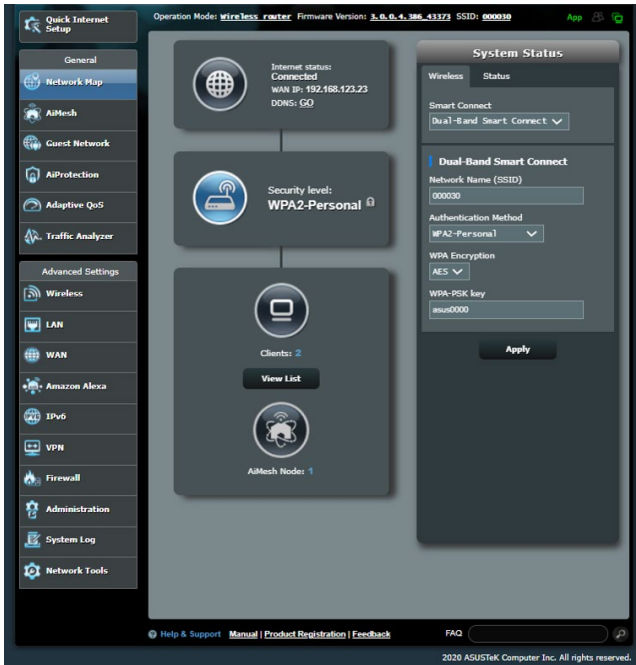 Quick Internet
Setup
Operation Mode: Wireless router Firmware Version: 3.0.0.4.386_43373 SSID: 000030
App
General
Network Map
AiMesh
Guest Network
AiProtection
Adaptive QoS
Traffic Analyzer
Advanced Settings
Wireless
LAN
WAN
Amazon Alexa
IPv6
VPN
Firewall
Administration
System Log
Network Tools
Internet status:
Connected
WAN IP: 192.168.123.23
DDNS: GO
Security level:
WPA2-Personal
Clients: 2
View List
AiMesh Node: 1
System Status
Wireless Status
Smart Connect
Dual-Band Smart Connect
Dual-Band Smart Connect
Network Name (SSID)
000030
Authentication Method
WPA2-Personal
WPA Encryption
AES
WPA-PSK key
asus0000
Apply
Help & Support Manual | Product Registration | Feedback
FAQ
2020 ASUSTeK Computer Inc. All rights reserved.